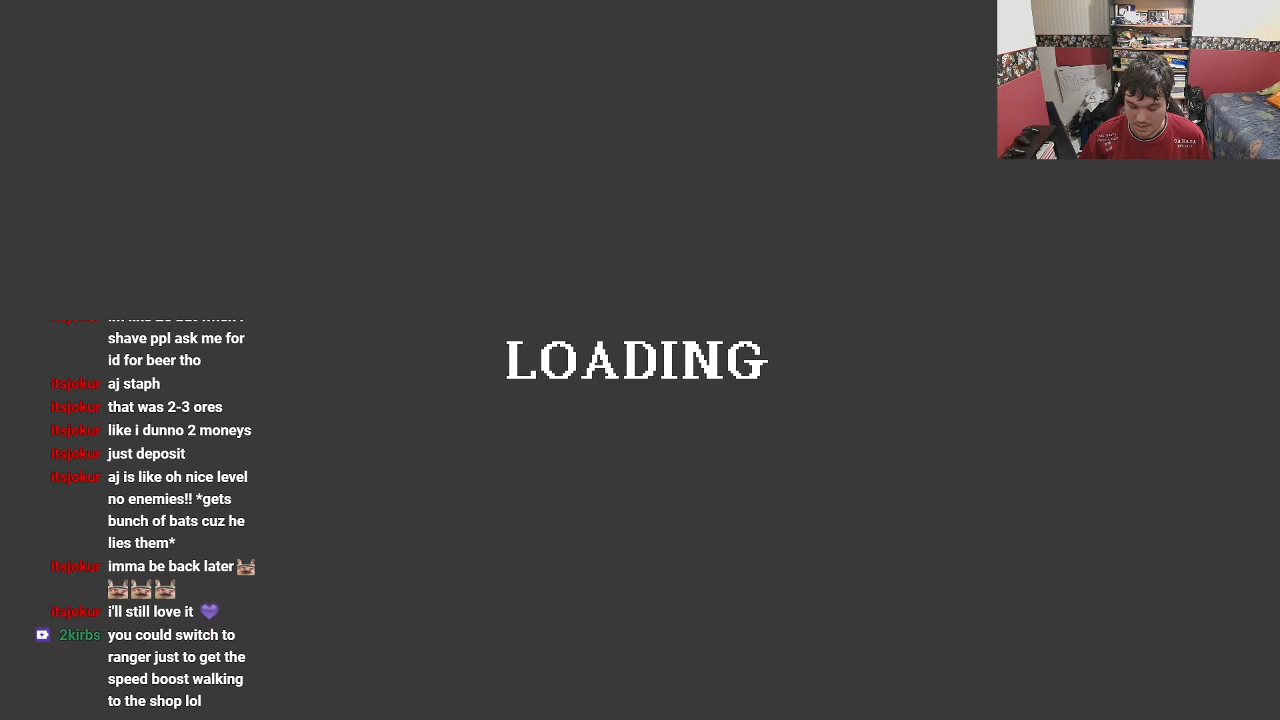 shave ppl ask me for
id for beer tho
itsjokur aj staph
itsjokur that was 2-3 ores
itsjokur like i dunno 2 moneys
itsjokur just deposit
itsjokur aj is like oh nice level
no enemies!! *gets
bunch of bats cuz he
lies them*
itsjokur imma be back later
itsjokur i'll still love it
2kirbs you could switch to
ranger just to get the
speed boost walking
to the shop lol
LOADING
CANADA